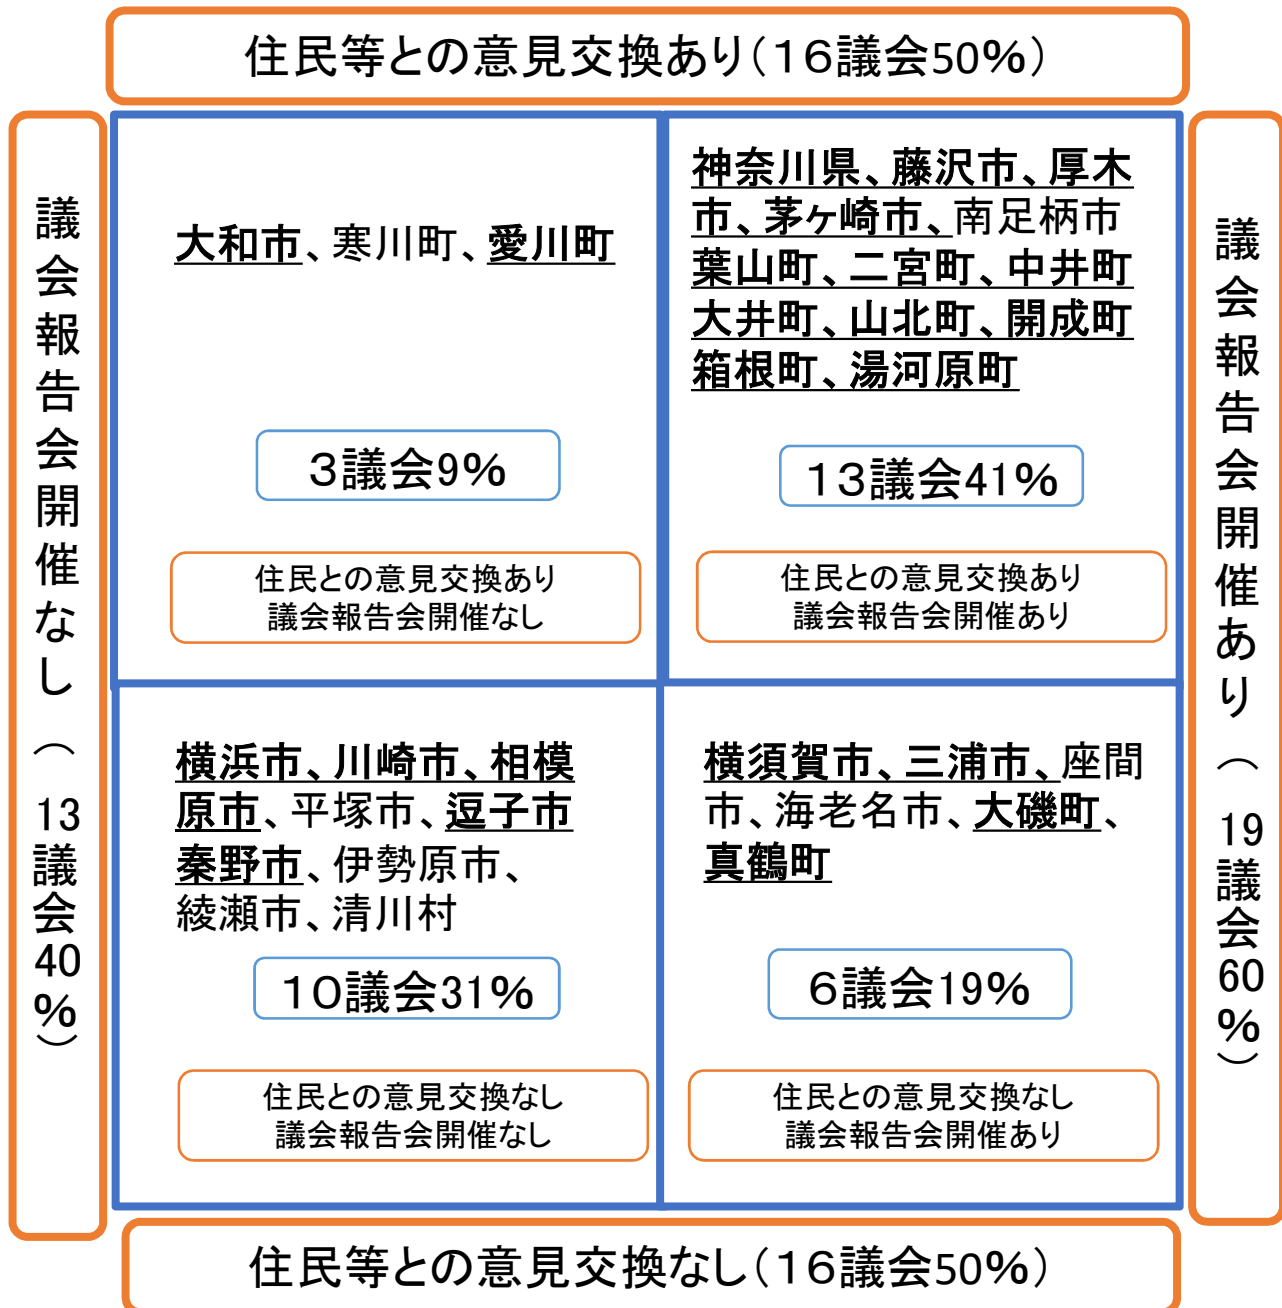 住民等との意見交換あり（１６議会50％）
議会報告会開催なし（13議会40％）
大和市、寒川町、愛川町
３議会9％
住民との意見交換あり
議会報告会開催なし
神奈川県、藤沢市、厚木
市、茅ヶ崎市、南足柄市
葉山町、二宮町、中井町
大井町、山北町、開成町
箱根町、湯河原町
１３議会41％
住民との意見交換あり
議会報告会開催あり
議会報告会開催あり（19議会60％）
横浜市、川崎市、相模
原市、平塚市、逗子市
秦野市、伊勢原市、
綾瀬市、清川村
１０議会31％
住民との意見交換なし
議会報告会開催なし
横須賀市、三浦市、座間
市、海老名市、大磯町、
真鶴町
６議会19％
住民との意見交換なし
議会報告会開催あり
住民等との意見交換なし（１６議会50％）